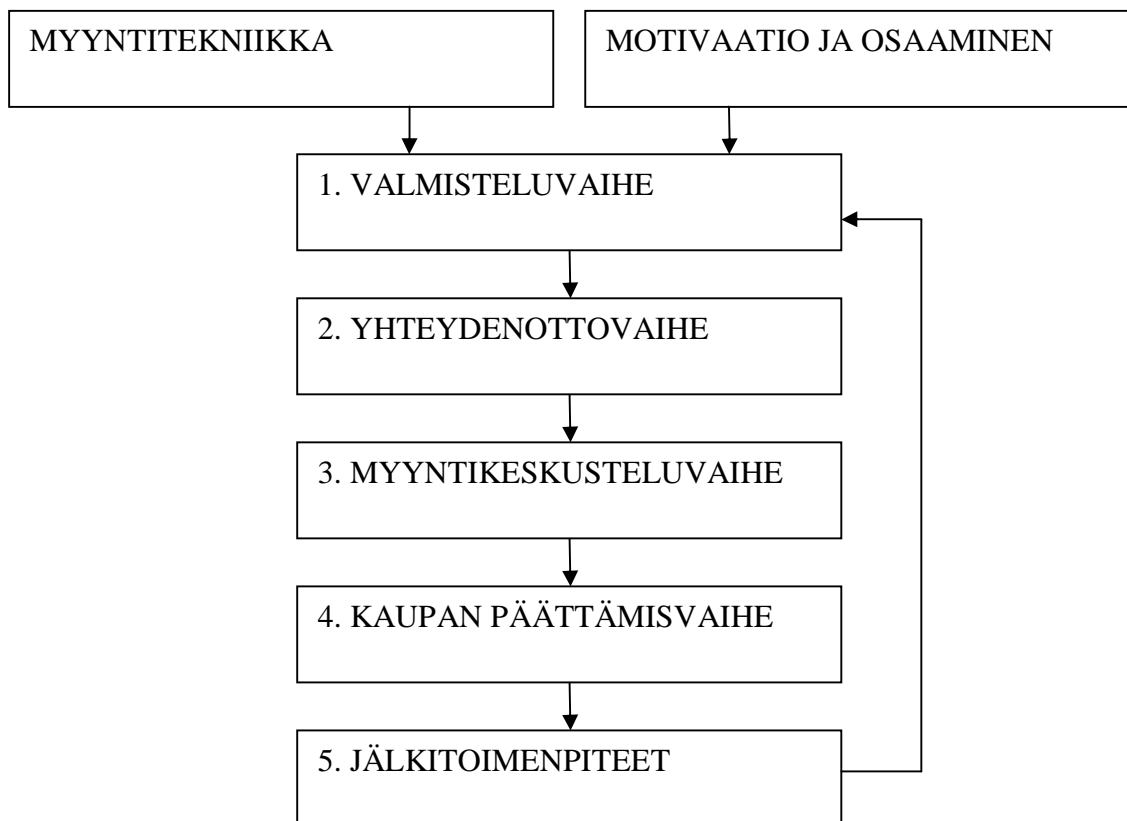 MYYNTITEKNIIKKA
MOTIVAATIO JA OSAAMINEN
1. VALMISTELUVAIHE
2. YHTEYDENOTTOVAIHE
3. MYYNTIKESKUSTELUVAIHE
4. KAUPAN PÄÄTTÄMISVAIHE
5. JÄLKITOIMENPITEET